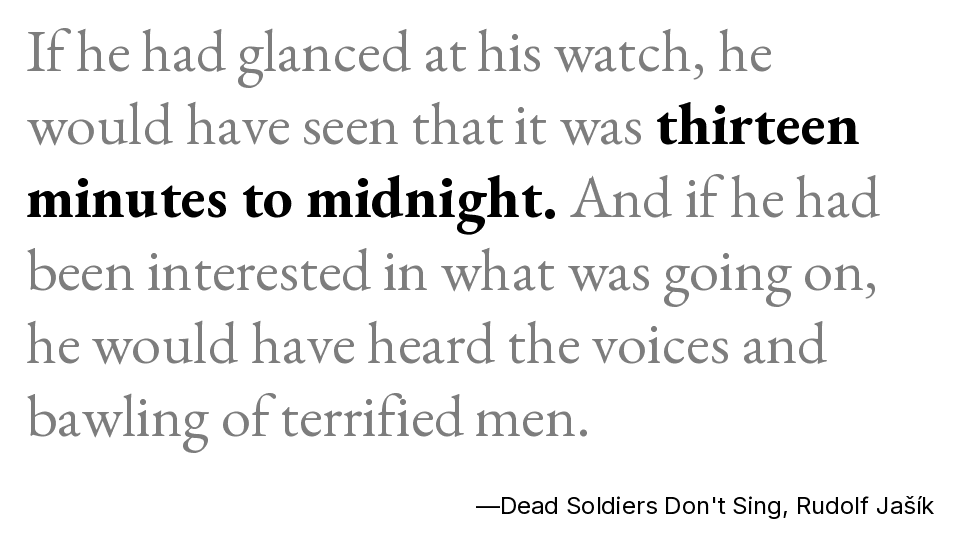 If he had glanced at his watch, he
would have seen that it was thirteen
minutes to midnight. And if he had
been interested in what was going on,
he would have heard the voices and
bawling of terrified men.
—Dead Soldiers Don't Sing, Rudolf Jašík